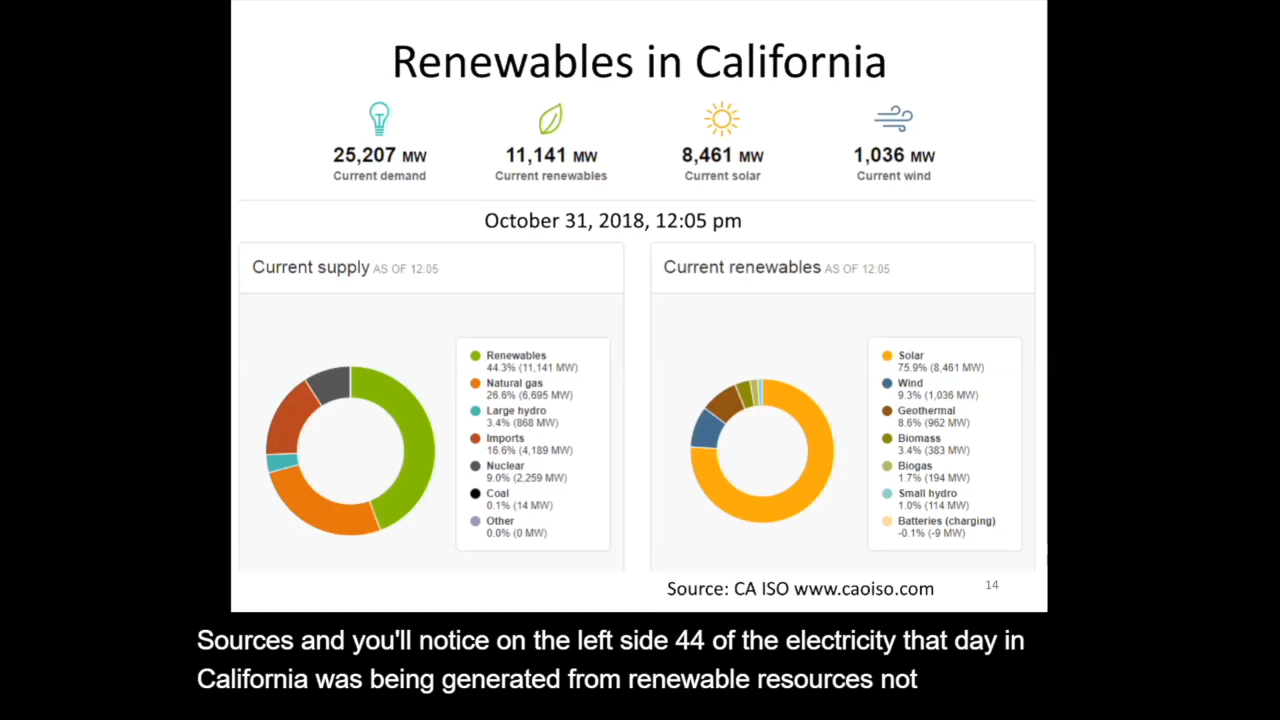 Renewables in California
25,207 MW
Current demand
11,141 MW
Current renewables
8,461 MW
Current solar
1,036 MW
Current wind
October 31, 2018, 12:05 pm
Current supply AS OF 12:05
Renewables
44.3% (11,141 MW)
Natural gas
26.6% (6,695 MW)
Large hydro
3.4% (868 MW)
Imports
16.6% (4,189 MW)
Nuclear
9.0% (2,259 MW)
Coal
0.1% (14 MW)
Other
0.0% (0 MW)
Current renewables AS OF 12:05
Solar
75.9% (8,461 MW)
Wind
9.3% (1,036 MW)
Geothermal
8.6% (962 MW)
Biomass
3.4% (383 MW)
Biogas
1.7% (194 MW)
Small hydro
1.0% (114 MW)
Batteries (charging)
-0.1% (-9 MW)
Source: CA ISO www.caoiso.com
14
Sources and you'll notice on the left side 44 of the electricity that day in
California was being generated from renewable resources not